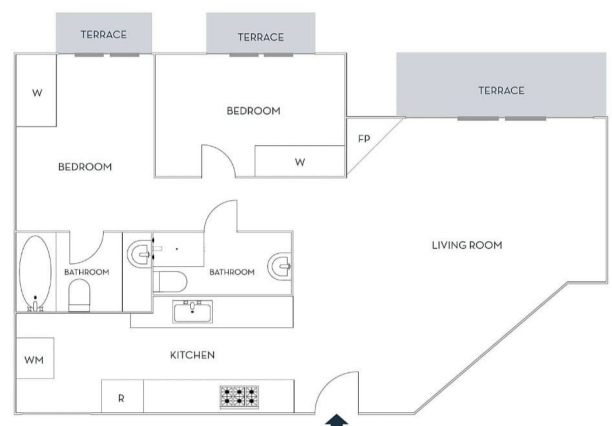 TERRACE
TERRACE
TERRACE
W
BEDROOM
FP
W
BEDROOM
LIVING ROOM
BATHROOM
BATHROOM
WM
KITCHEN
R